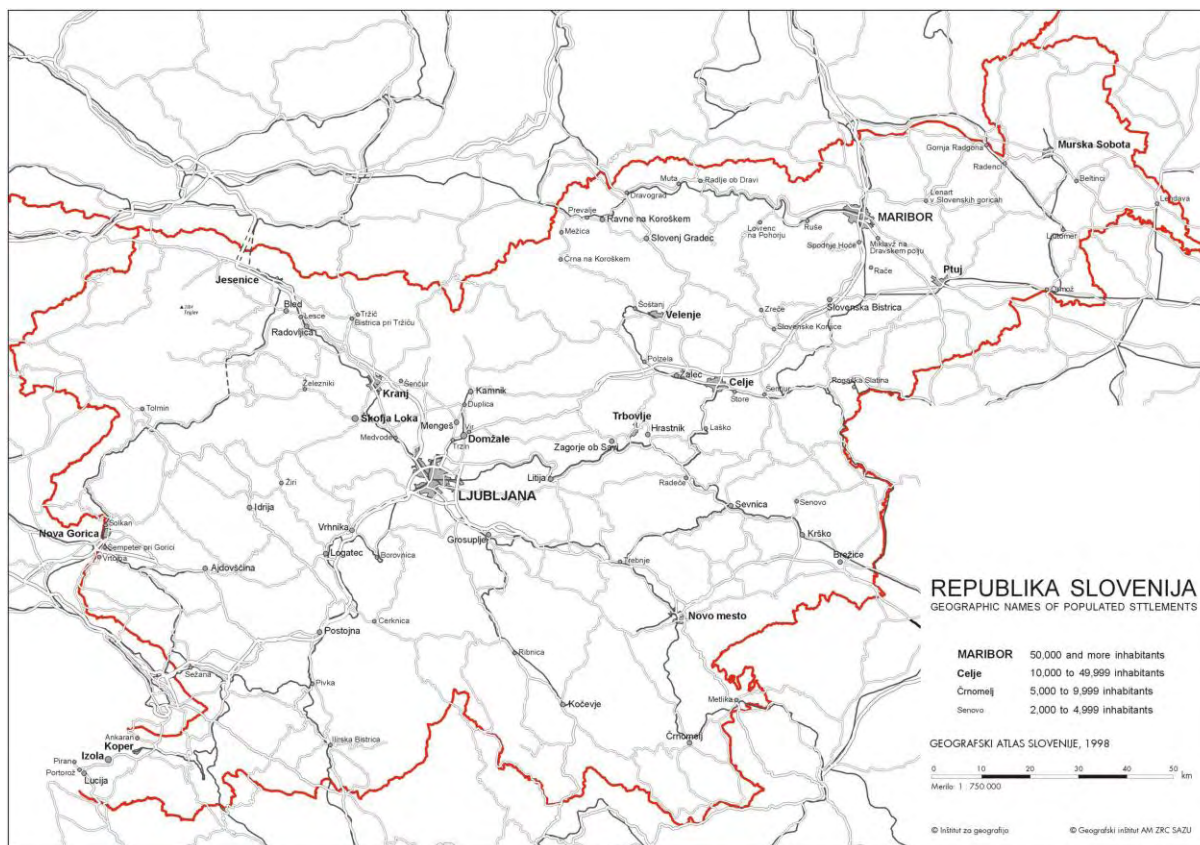 Gornja Radgona
Murska Sobota
Radenci
Beltinci
Muta
Radlje ob Dravi
Dravograd
Lenart
v Slovenskih goricah
Lendava
Prevalje
Ravne na Koroškem
MARIBOR
Mežica
Slovenj Gradec
Lovrenc
na Pohorju
Ruše
Ljutomer
Spodnje Hoče
Miklavž na
Dravskem polju
Črna na Koroškem
Rače
Jesenice
Ptuj
Ormož
Bled
Lesce
Tržič
Bistrica pri Tržiču
Radovljica
Šoštanj
Velenje
Zreče
Slovenska Bistrica
Slovenske Konjice
Polzela
Železniki
Šenčur
Kranj
Kamnik
Žalec
Celje
Štore
Šentjur
Rogaška Slatina
Duplica
Tolmin
Škofja Loka
Mengeš
Vir
Domžale
Trzin
Medvode
Trbovlje
Hrastnik
Zagorje ob Savi
Laško
Litija
Radeče
Žiri
LJUBLJANA
Idrija
Sevnica
Senovo
Solkan
Nova Gorica
Vrhnika
Grosuplje
Krško
Šempeter pri Gorici
Vrtojba
Logatec
Borovnica
Trebnje
Brežice
Ajdovščina
Cerknica
Novo mesto
Postojna
Ribnica
Sežana
Pivka
Metlika
Kočevje
Črnomelj
Ankaran
Koper
Ilirska Bistrica
Izola
Piran
Portorož
Lucija
REPUBLIKA SLOVENIJA
GEOGRAPHIC NAMES OF POPULATED STTLEMENTS
MARIBOR 50,000 and more inhabitants
Celje 10,000 to 49,999 inhabitants
Črnomelj 5,000 to 9,999 inhabitants
Senovo 2,000 to 4,999 inhabitants
GEOGRAFSKI ATLAS SLOVENIJE, 1998
0 10 20 30 40 50 km
Merilo: 1 : 750 000
© Inštitut za geografijo © Geografski inštitut AM ZRC SAZU